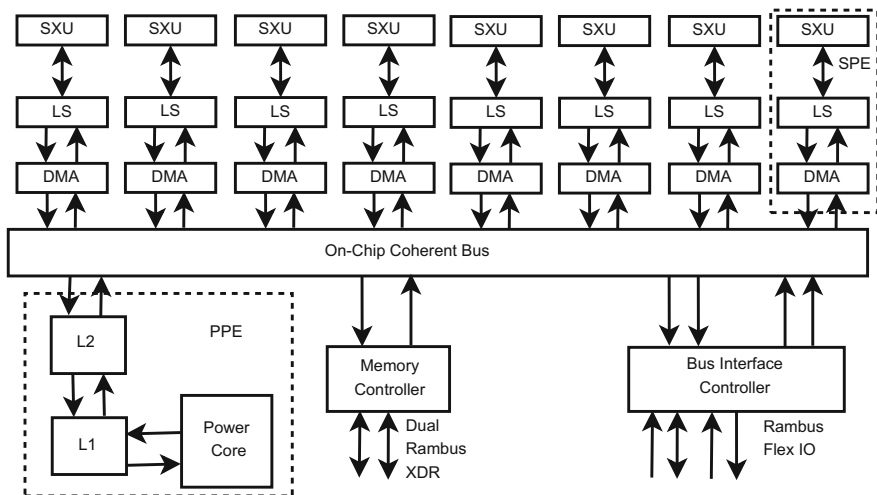 SXU SXU SXU SXU SXU SXU SXU SXU
SPE
LS LS LS LS LS LS LS LS
DMA DMA DMA DMA DMA DMA DMA DMA
On-Chip Coherent Bus
PPE
L2
L1
Power
Core
Memory
Controller
Dual
Rambus
XDR
Bus Interface
Controller
Rambus
Flex IO